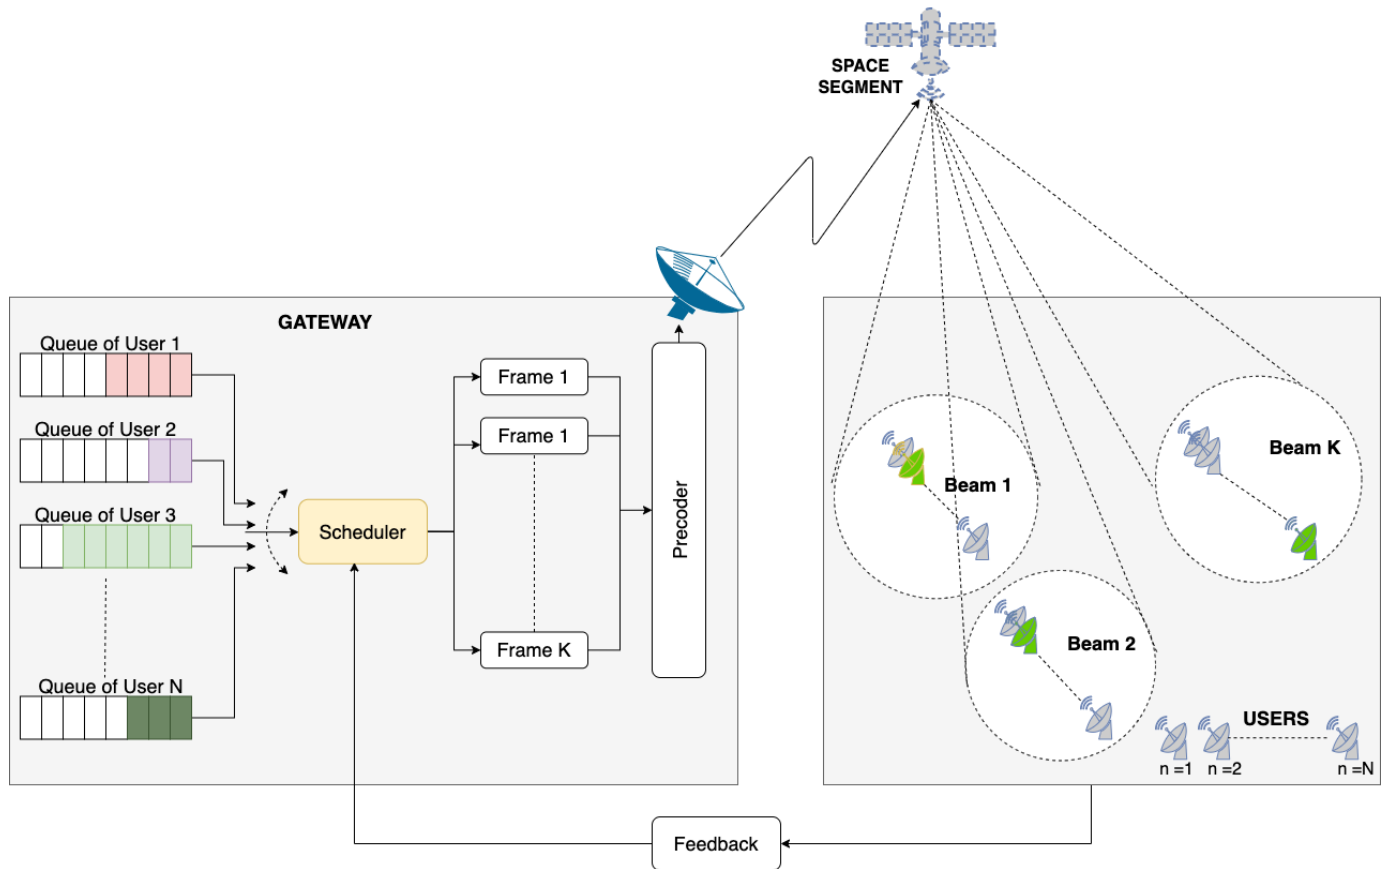 SPACE
SEGMENT
GATEWAY
Queue of User 1
Queue of User 2
Queue of User 3
Queue of User N
Scheduler
Frame 1
Frame 1
Frame K
Precoder
Beam 1
Beam K
Beam 2
USERS
n =1
n =2
n =N
Feedback